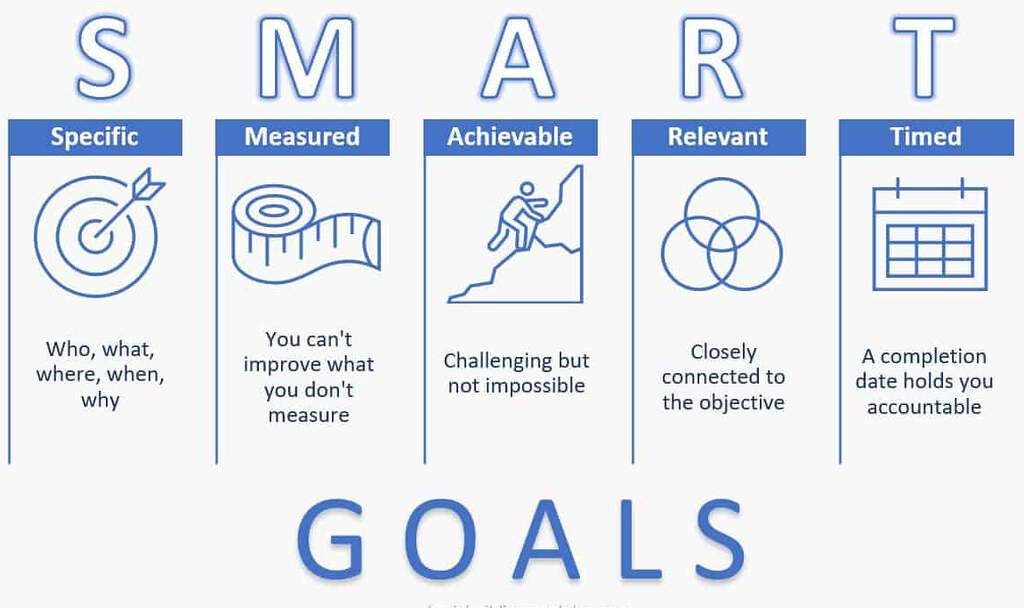 S M A R T
Specific
Measured
Achievable
Relevant
Timed
Who, what,
where, when,
why
You can't
improve what
you don't
measure
Challenging but
not impossible
Closely
connected to
the objective
A completion
date holds you
accountable
GOALS